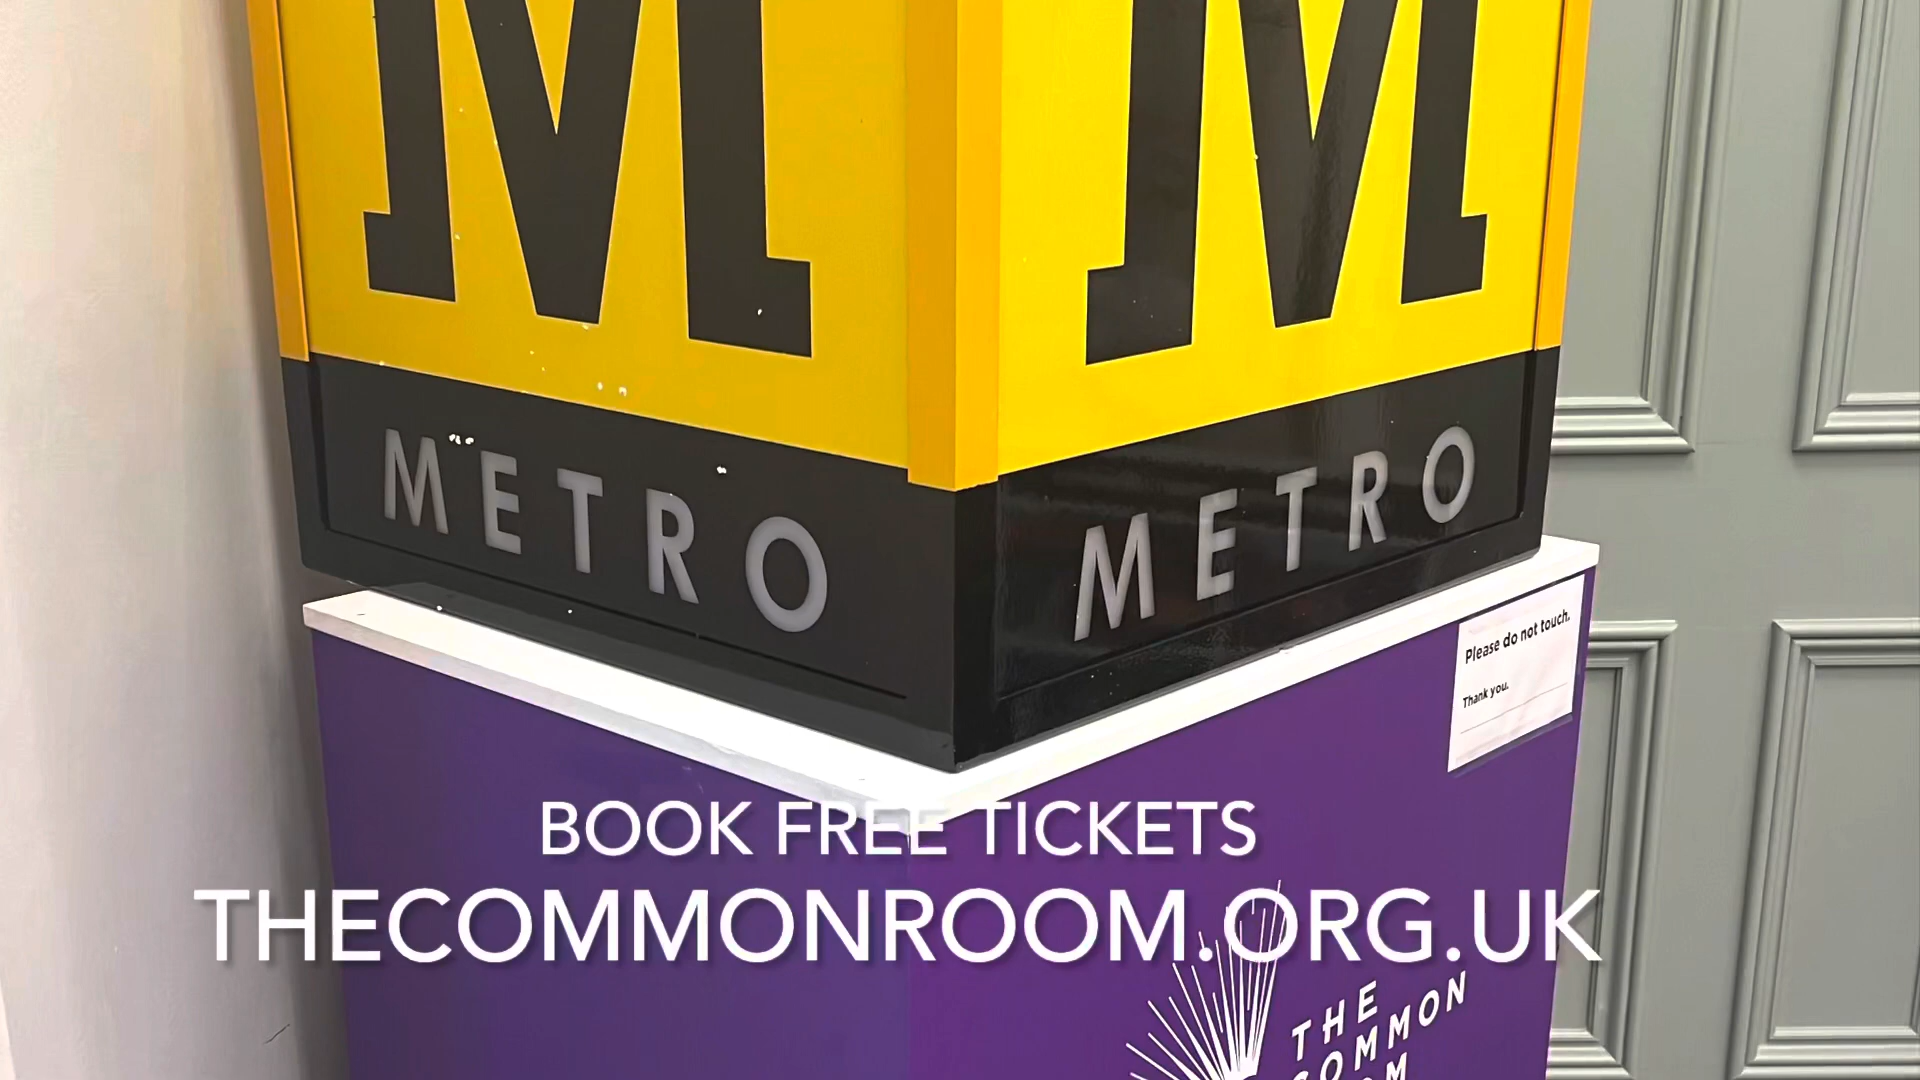 M
M
METRO
METRO
Please do not touch.
Thank you.
BOOK FREE TICKETS
THECOMMONROOM.ORG.UK
THE
COMMON